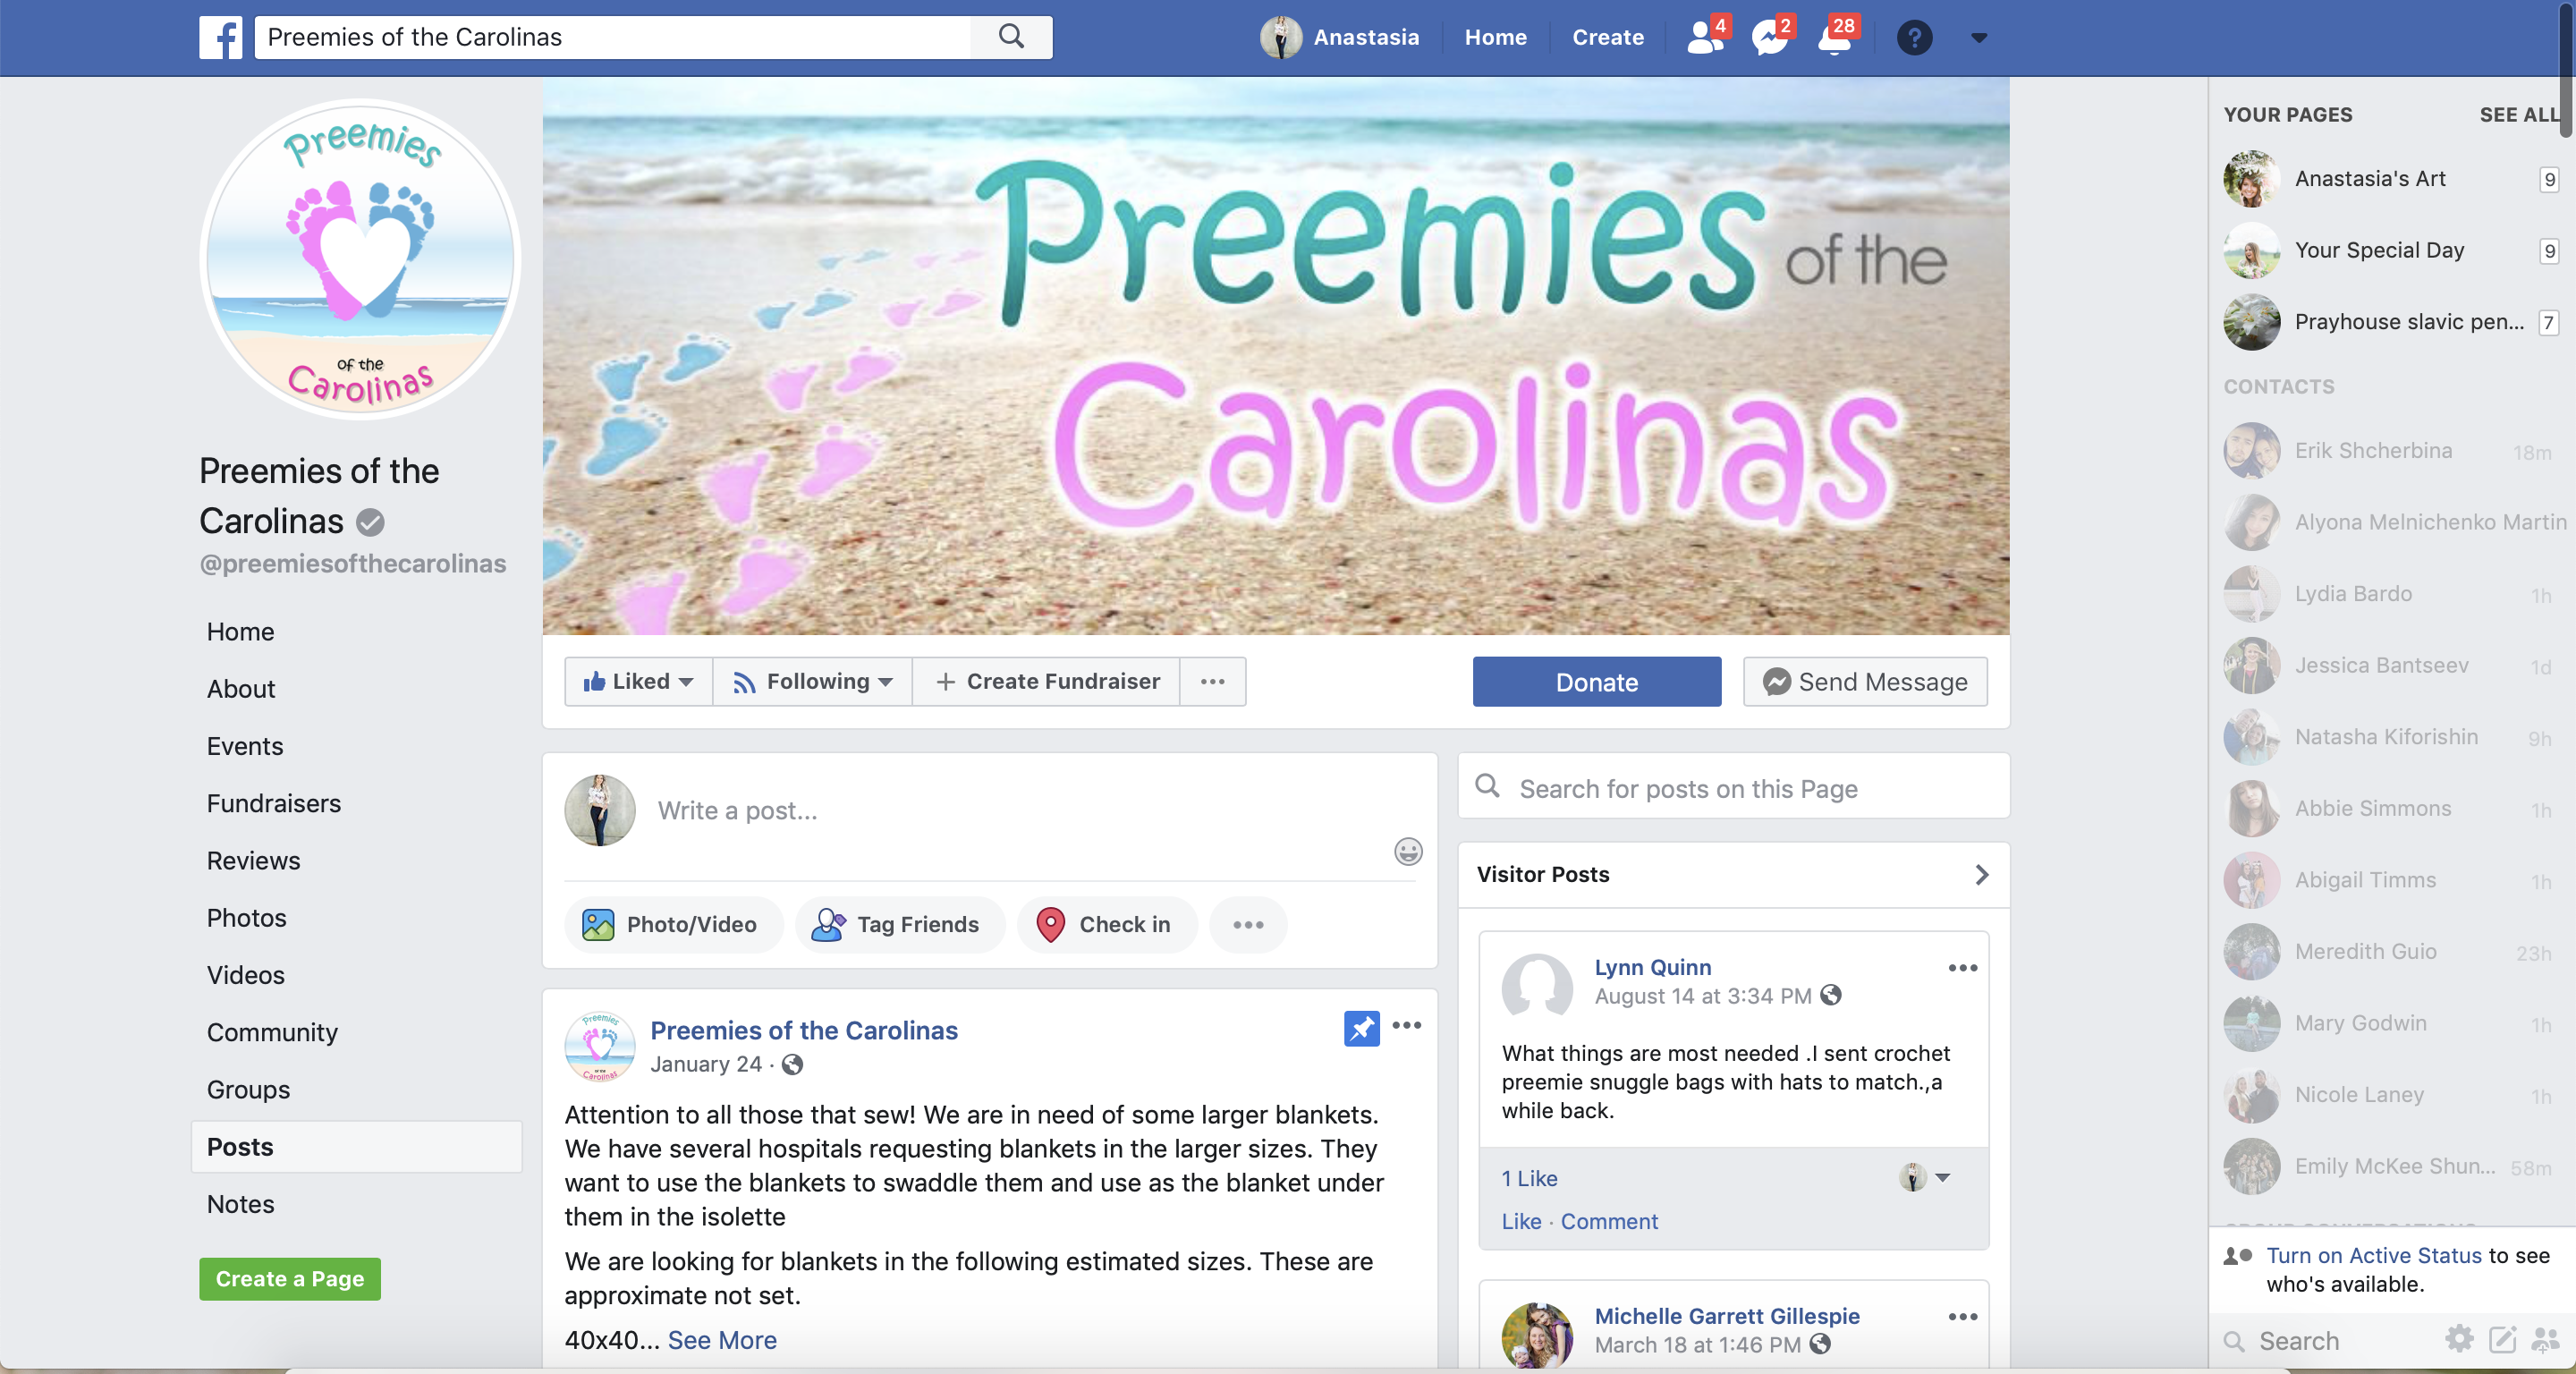 Preemies of the Carolinas
Anastasia
Home
Create
4
2
28
?
Preemies
of the
Carolinas
Preemies of the
Carolinas
@preemiesofthecarolinas
Home
About
Events
Fundraisers
Reviews
Photos
Videos
Community
Groups
Posts
Notes
Create a Page
Preemies of the
Carolinas
Liked
Following
+ Create Fundraiser
...
Donate
Send Message
Write a post...
Photo/Video
Tag Friends
Check in
...
Preemies
of the
Carolinas
Preemies of the Carolinas
January 24 ·
Attention to all those that sew! We are in need of some larger blankets.
We have several hospitals requesting blankets in the larger sizes. They
want to use the blankets to swaddle them and use as the blanket under
them in the isolette
We are looking for blankets in the following estimated sizes. These are
approximate not set.
40x40... See More
Search for posts on this Page
Visitor Posts
Lynn Quinn
August 14 at 3:34 PM
What things are most needed .I sent crochet
preemie snuggle bags with hats to match.,a
while back.
1 Like
Like · Comment
Michelle Garrett Gillespie
March 18 at 1:46 PM
YOUR PAGES SEE ALL
Anastasia's Art 9
Your Special Day 9
Prayhouse slavic pen... 7
CONTACTS
Erik Shcherbina 18m
Alyona Melnichenko Martin
Lydia Bardo 1h
Jessica Bantseev 1d
Natasha Kiforishin 9h
Abbie Simmons 1h
Abigail Timms 1h
Meredith Guio 23h
Mary Godwin 1h
Nicole Laney 1h
Emily McKee Shun... 58m
Turn on Active Status to see
who's available.
Search